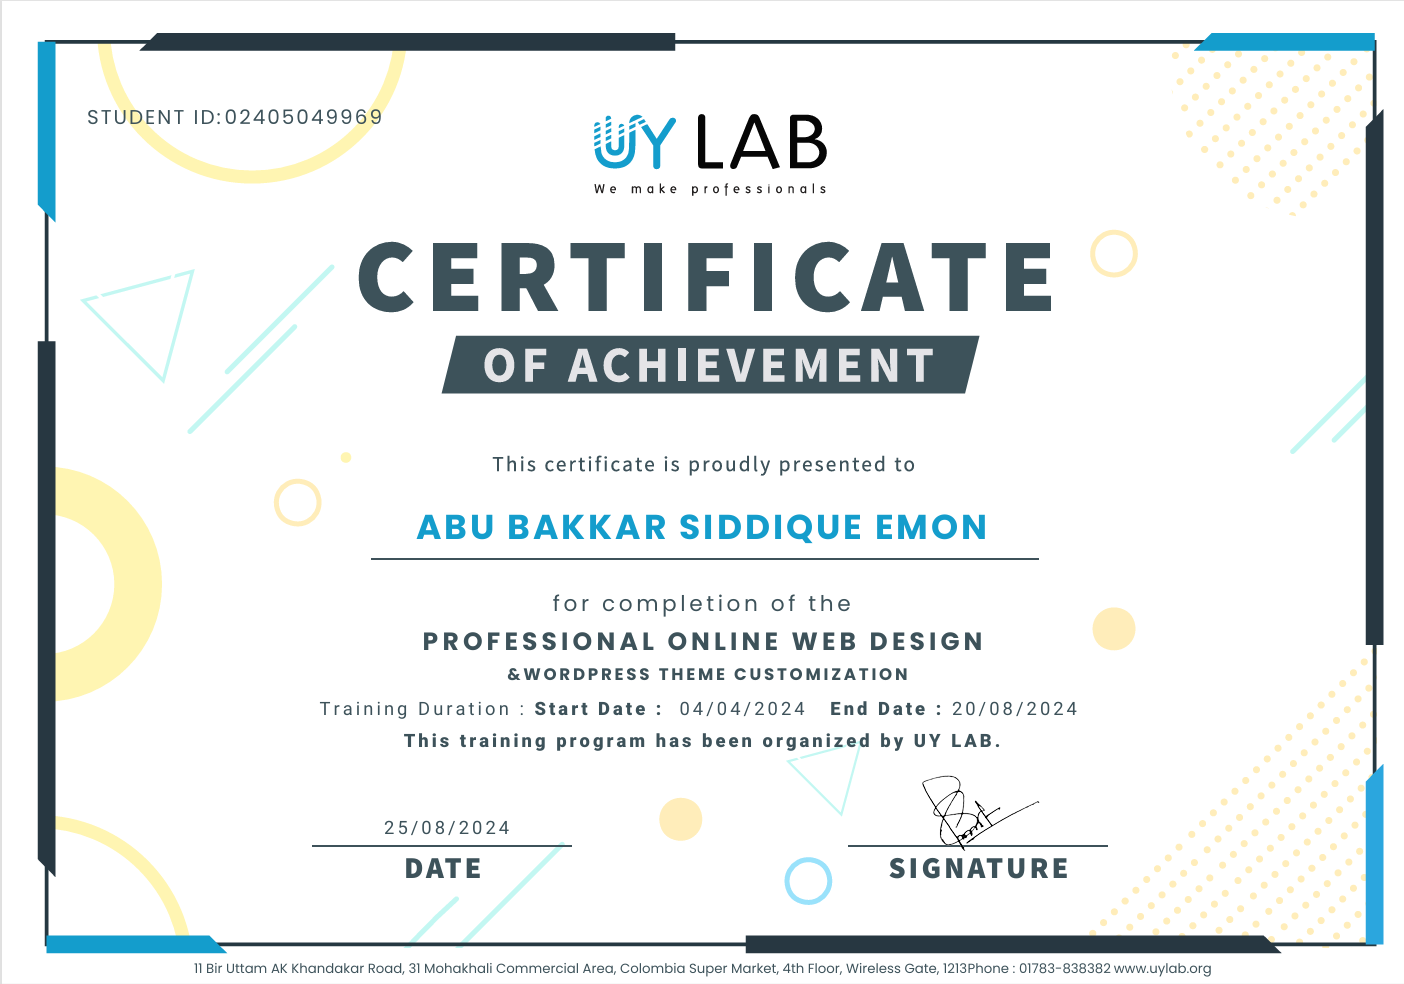 STUDENT ID:02405049969
UY LAB
We make professionals
CERTIFICATE
OF ACHIEVEMENT
This certificate is proudly presented to
ABU BAKKAR SIDDIQUE EMON
for completion of the
PROFESSIONAL ONLINE WEB DESIGN
&WORDPRESS THEME CUSTOMIZATION
Training Duration : Start Date : 04/04/2024 End Date : 20/08/2024
This training program has been organized by UY LAB.
25/08/2024
DATE
SIGNATURE
11 Bir Uttam AK Khandakar Road, 31 Mohakhali Commercial Area, Colombia Super Market, 4th Floor, Wireless Gate, 1213Phone : 01783-838382 www.uylab.org